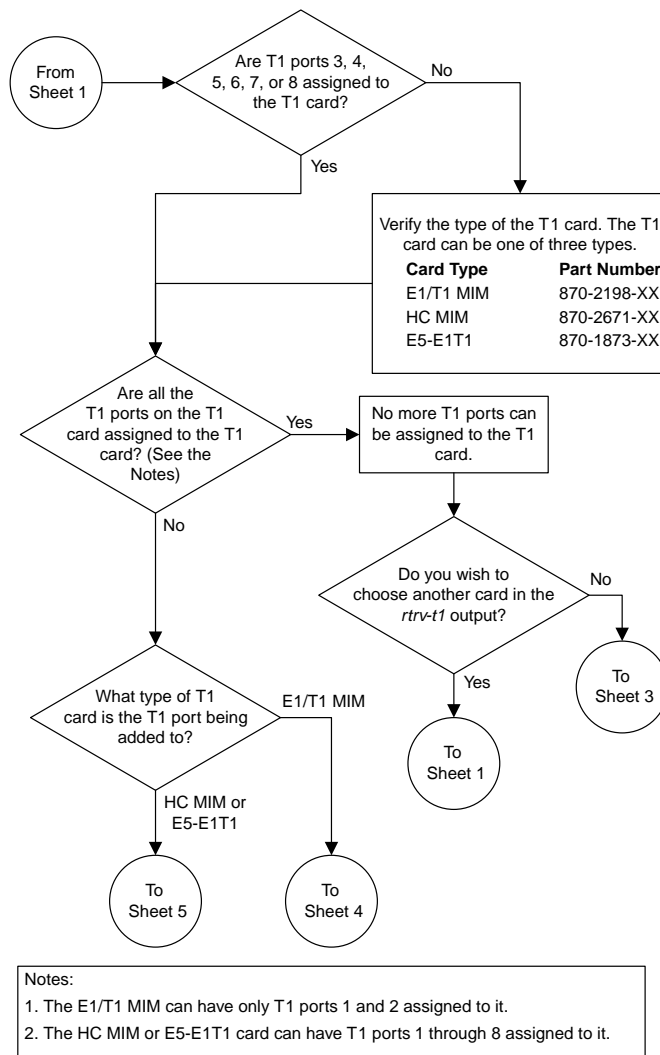 From
Sheet 1
Are T1 ports 3, 4,
5, 6, 7, or 8 assigned to
the T1 card?
No
Yes
Verify the type of the T1 card. The T1
card can be one of three types.
Card Type Part Number
E1/T1 MIM 870-2198-XX
HC MIM 870-2671-XX
E5-E1T1 870-1873-XX
Are all the
T1 ports on the T1
card assigned to the T1
card? (See the
Notes)
Yes
No
No more T1 ports can
be assigned to the T1
card.
Do you wish to
choose another card in the
rtrv-t1 output?
No
Yes
To
Sheet 3
To
Sheet 1
What type of T1
card is the T1 port being
added to?
E1/T1 MIM
HC MIM or
E5-E1T1
To
Sheet 5
To
Sheet 4
Notes:
1. The E1/T1 MIM can have only T1 ports 1 and 2 assigned to it.
2. The HC MIM or E5-E1T1 card can have T1 ports 1 through 8 assigned to it.